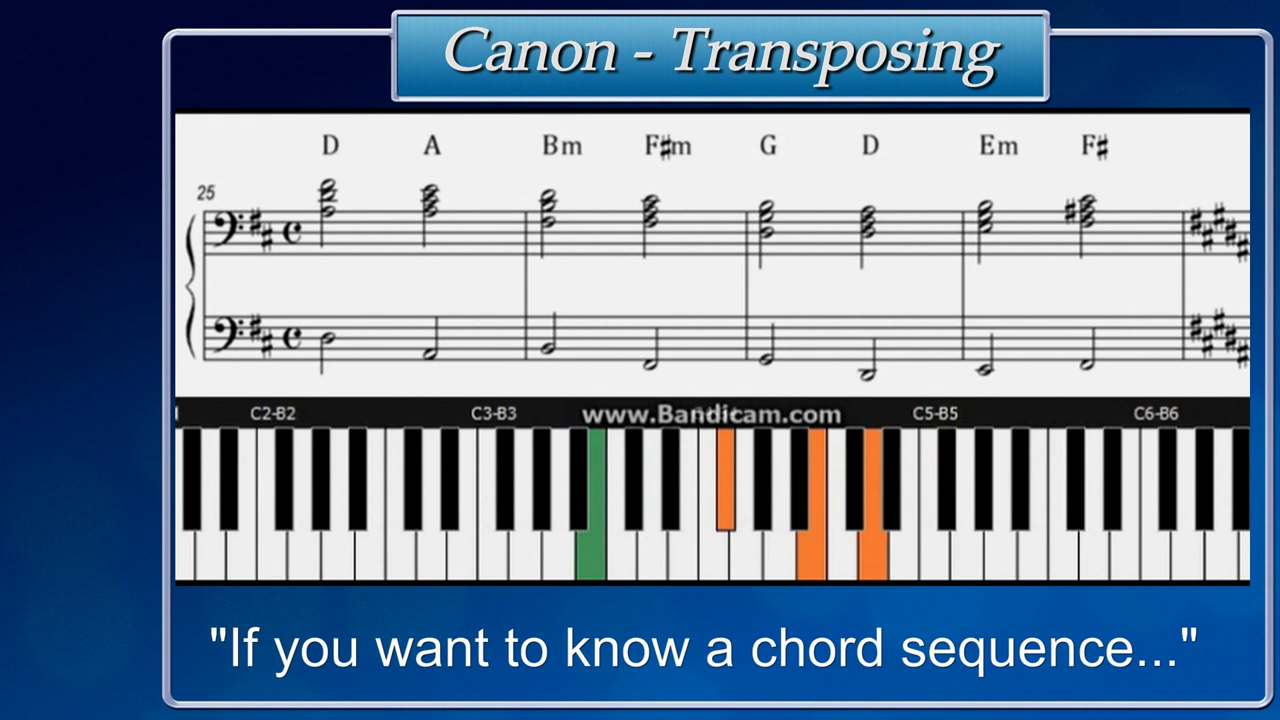 Canon - Transposing
D A Bm F♯m G D Em F♯
25
C2-B2 C3-B3 www.Bandicam.com C5-B5 C6-B6
"If you want to know a chord sequence..."